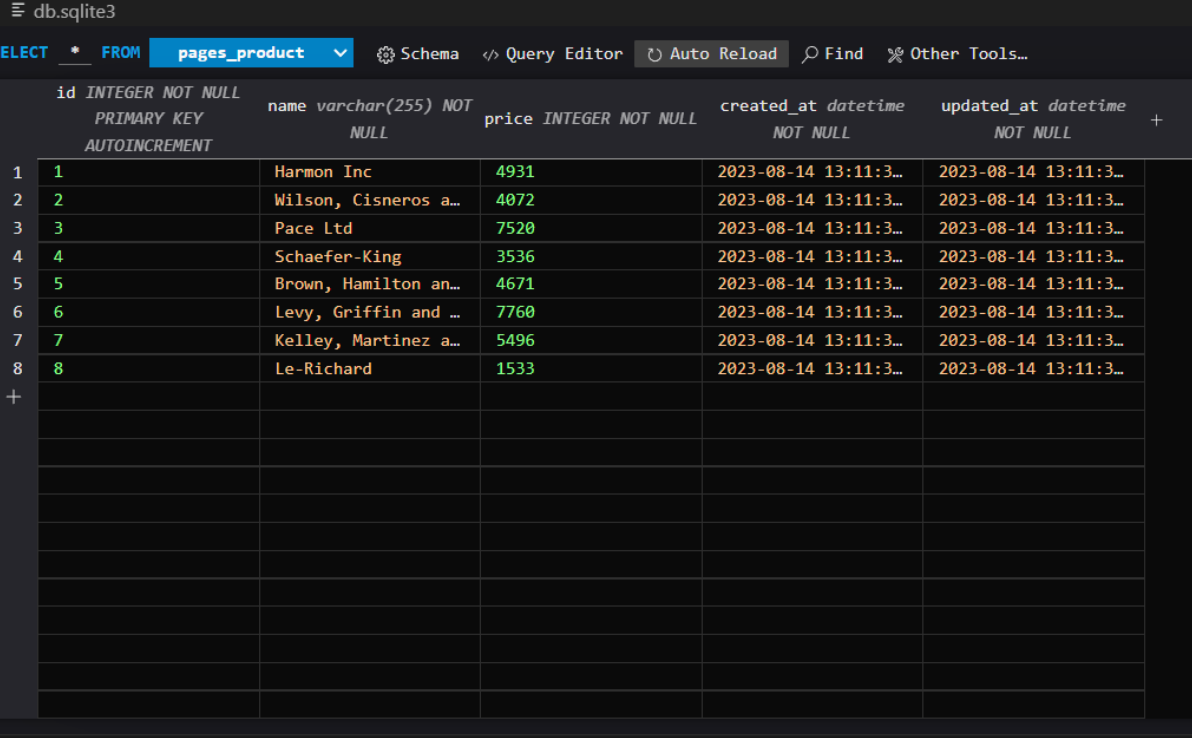 db.sqlite3
ELECT * FROM pages_product Schema </> Query Editor Auto Reload Find Other Tools…
id INTEGER NOT NULL PRIMARY KEY AUTOINCREMENT
name varchar(255) NOT NULL
price INTEGER NOT NULL
created_at datetime NOT NULL
updated_at datetime NOT NULL
+
1 1 Harmon Inc 4931 2023-08-14 13:11:3… 2023-08-14 13:11:3…
2 2 Wilson, Cisneros a… 4072 2023-08-14 13:11:3… 2023-08-14 13:11:3…
3 3 Pace Ltd 7520 2023-08-14 13:11:3… 2023-08-14 13:11:3…
4 4 Schaefer-King 3536 2023-08-14 13:11:3… 2023-08-14 13:11:3…
5 5 Brown, Hamilton an… 4671 2023-08-14 13:11:3… 2023-08-14 13:11:3…
6 6 Levy, Griffin and … 7760 2023-08-14 13:11:3… 2023-08-14 13:11:3…
7 7 Kelley, Martinez a… 5496 2023-08-14 13:11:3… 2023-08-14 13:11:3…
8 8 Le-Richard 1533 2023-08-14 13:11:3… 2023-08-14 13:11:3…
+